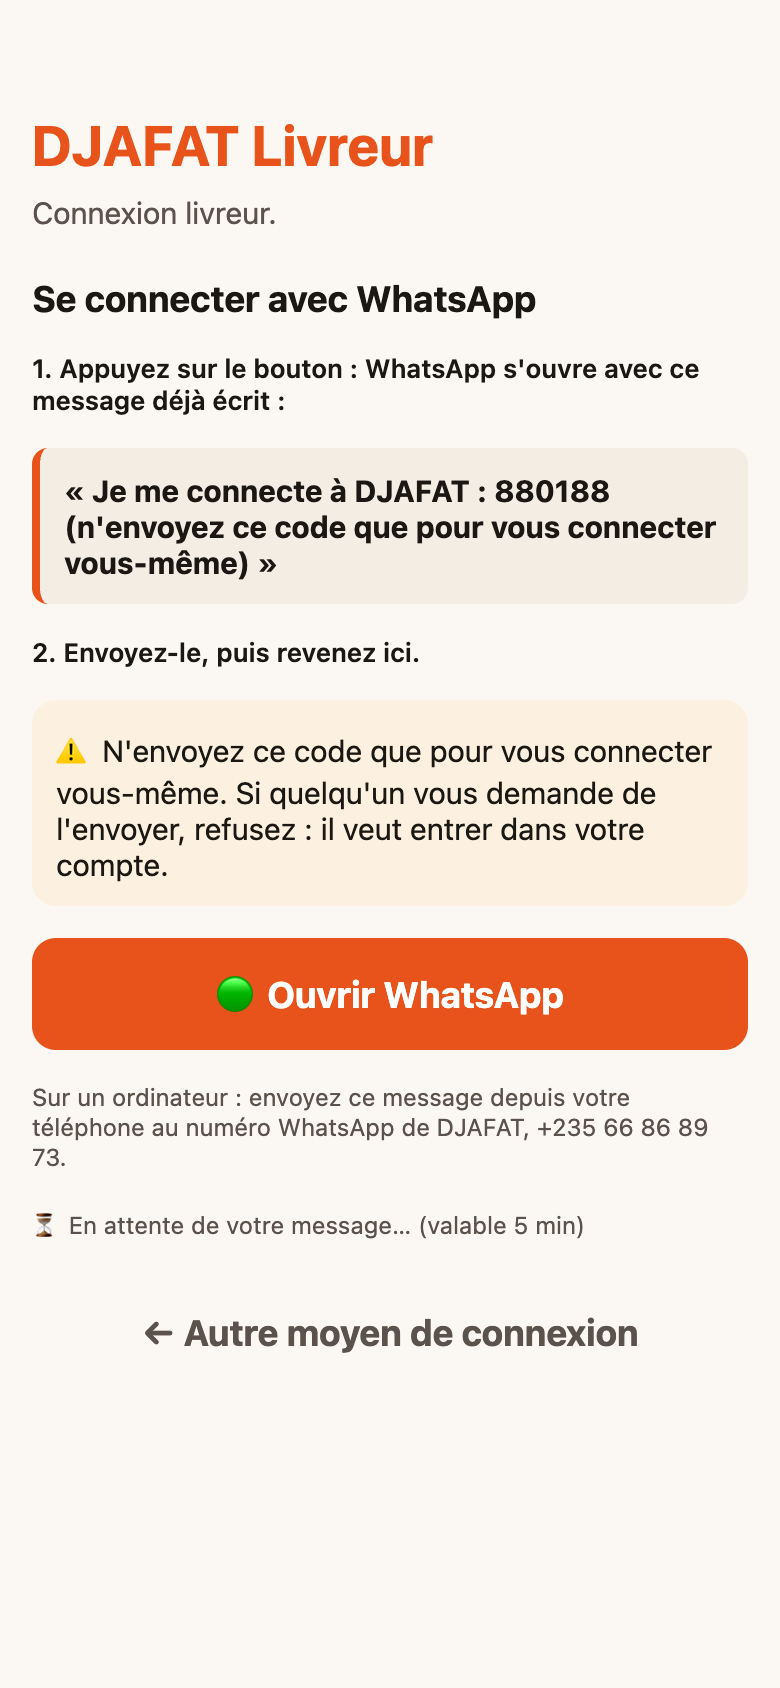 DJAFAT Livreur
Connexion livreur.
Se connecter avec WhatsApp
1. Appuyez sur le bouton : WhatsApp s'ouvre avec ce
message déjà écrit :
« Je me connecte à DJAFAT : 880188
(n'envoyez ce code que pour vous connecter
vous-même) »
2. Envoyez-le, puis revenez ici.
⚠️ N'envoyez ce code que pour vous connecter
vous-même. Si quelqu'un vous demande de
l'envoyer, refusez : il veut entrer dans votre
compte.
🟢 Ouvrir WhatsApp
Sur un ordinateur : envoyez ce message depuis votre
téléphone au numéro WhatsApp de DJAFAT, +235 66 86 89
73.
⏳ En attente de votre message... (valable 5 min)
← Autre moyen de connexion